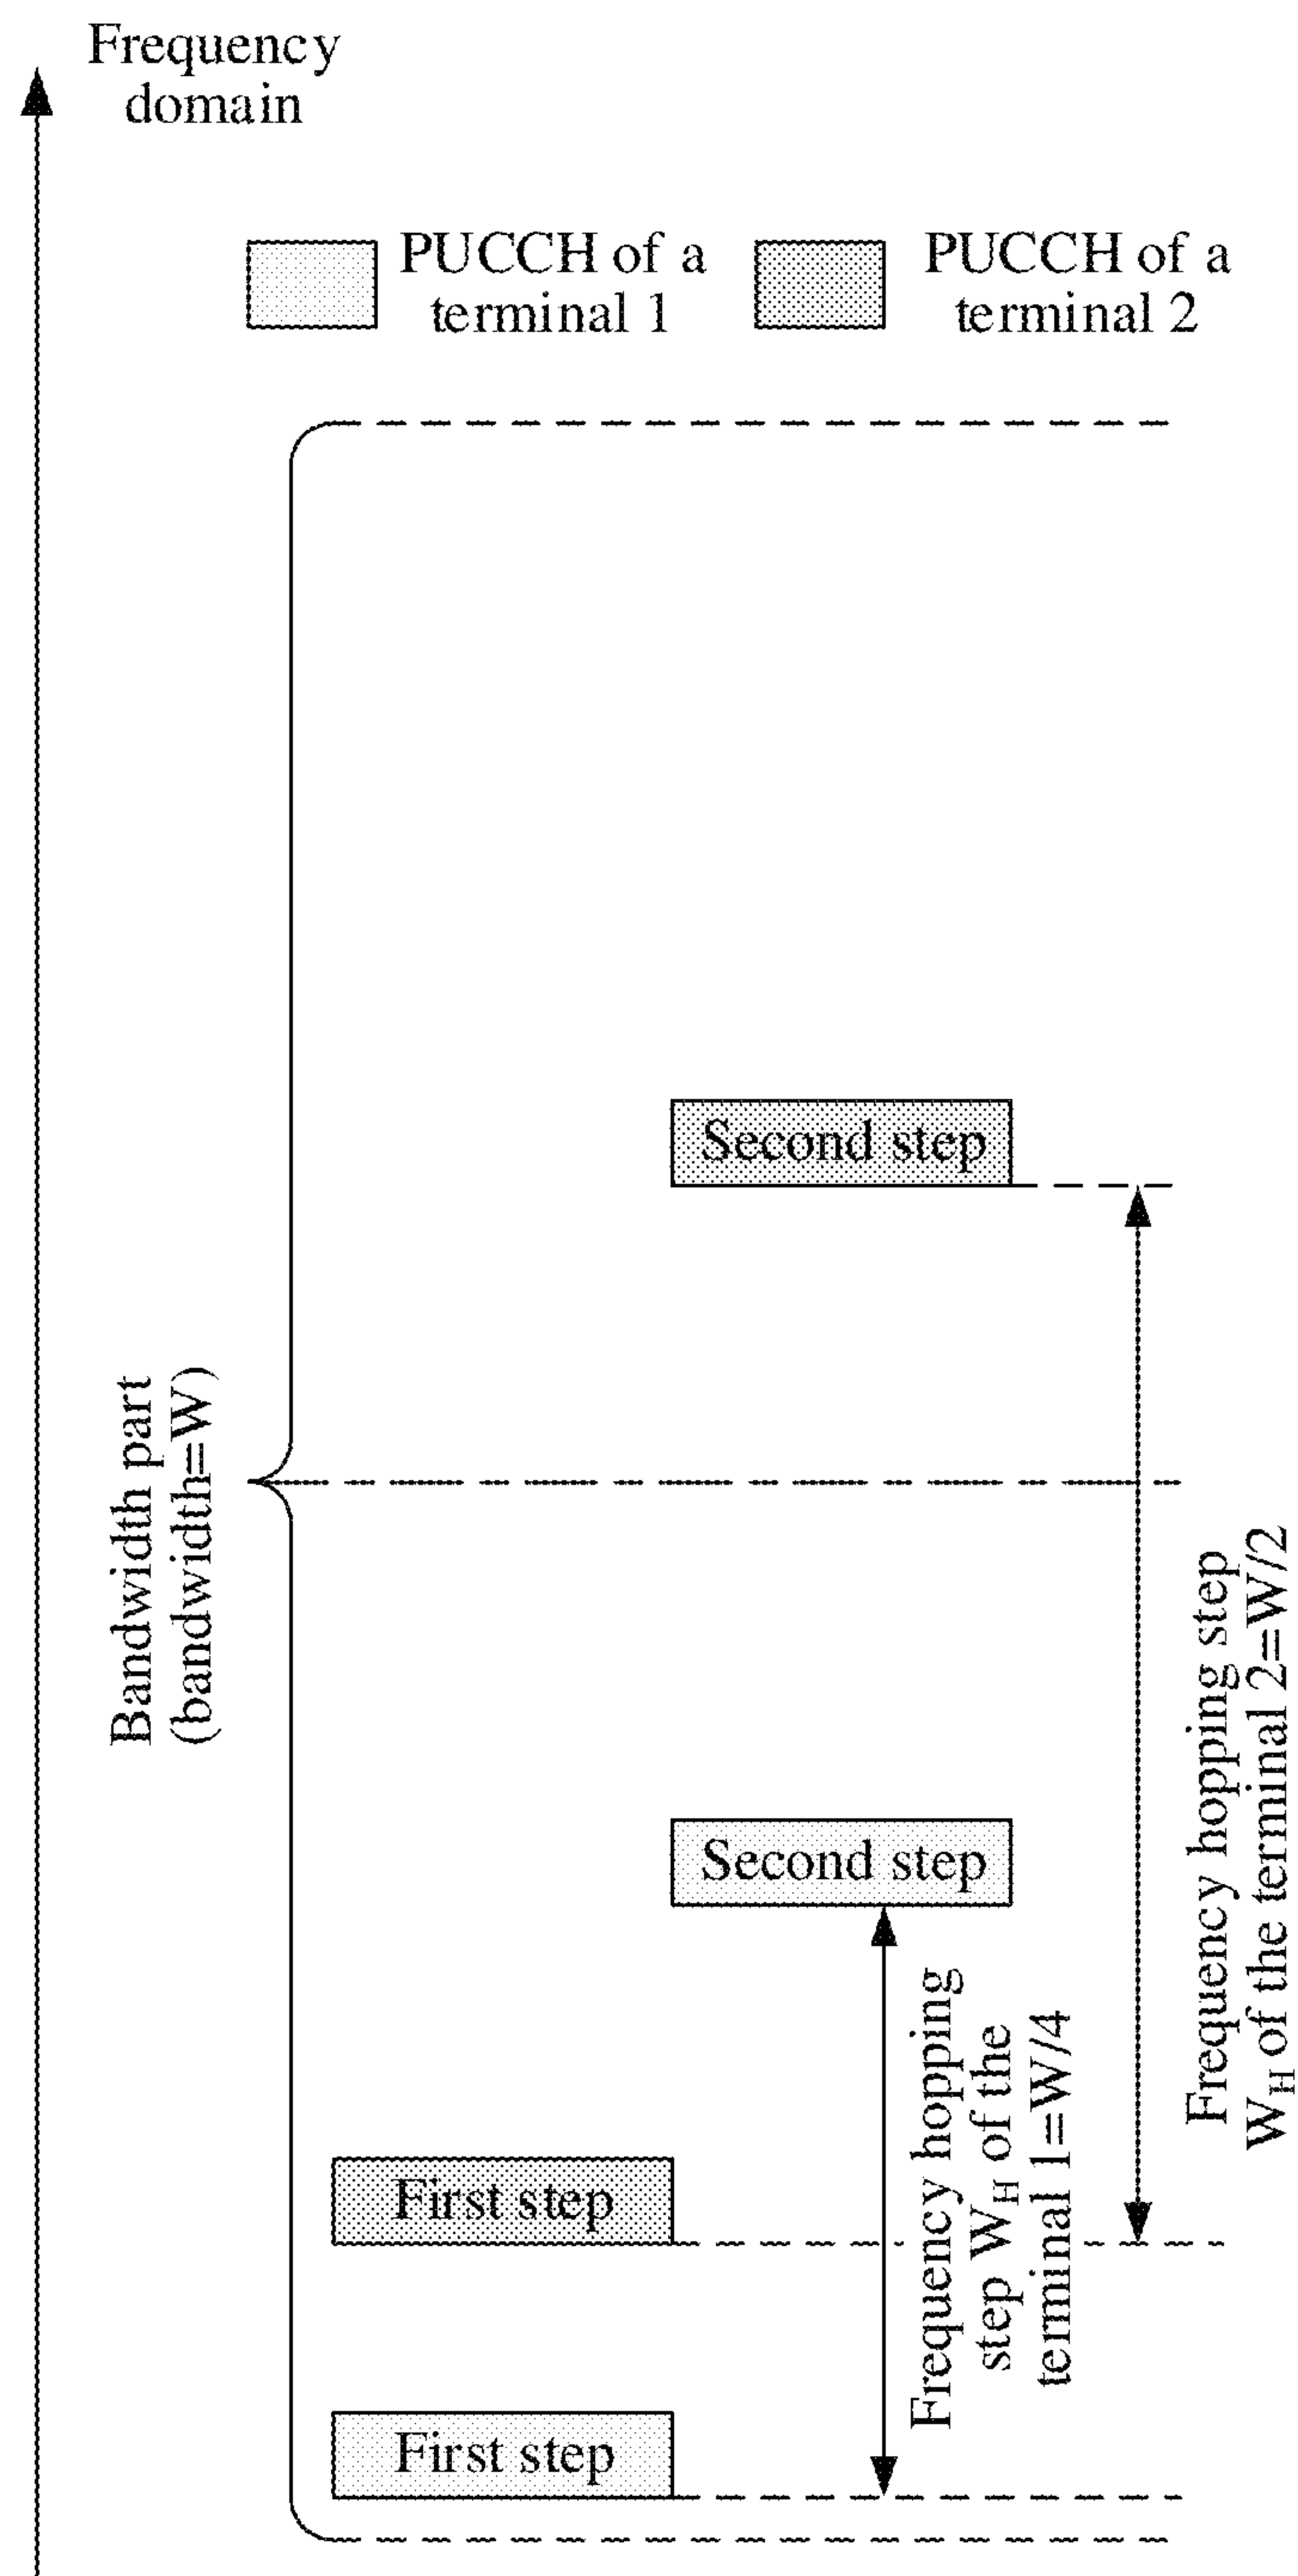 Frequency
domain
PUCCH of a
terminal 1
PUCCH of a
terminal 2
Second step
Bandwidth part
(bandwidth=W)
Frequency hopping step
W_H of the terminal 2=W/2
Second step
Frequency hopping
step W_H of the
terminal 1=W/4
First step
First step